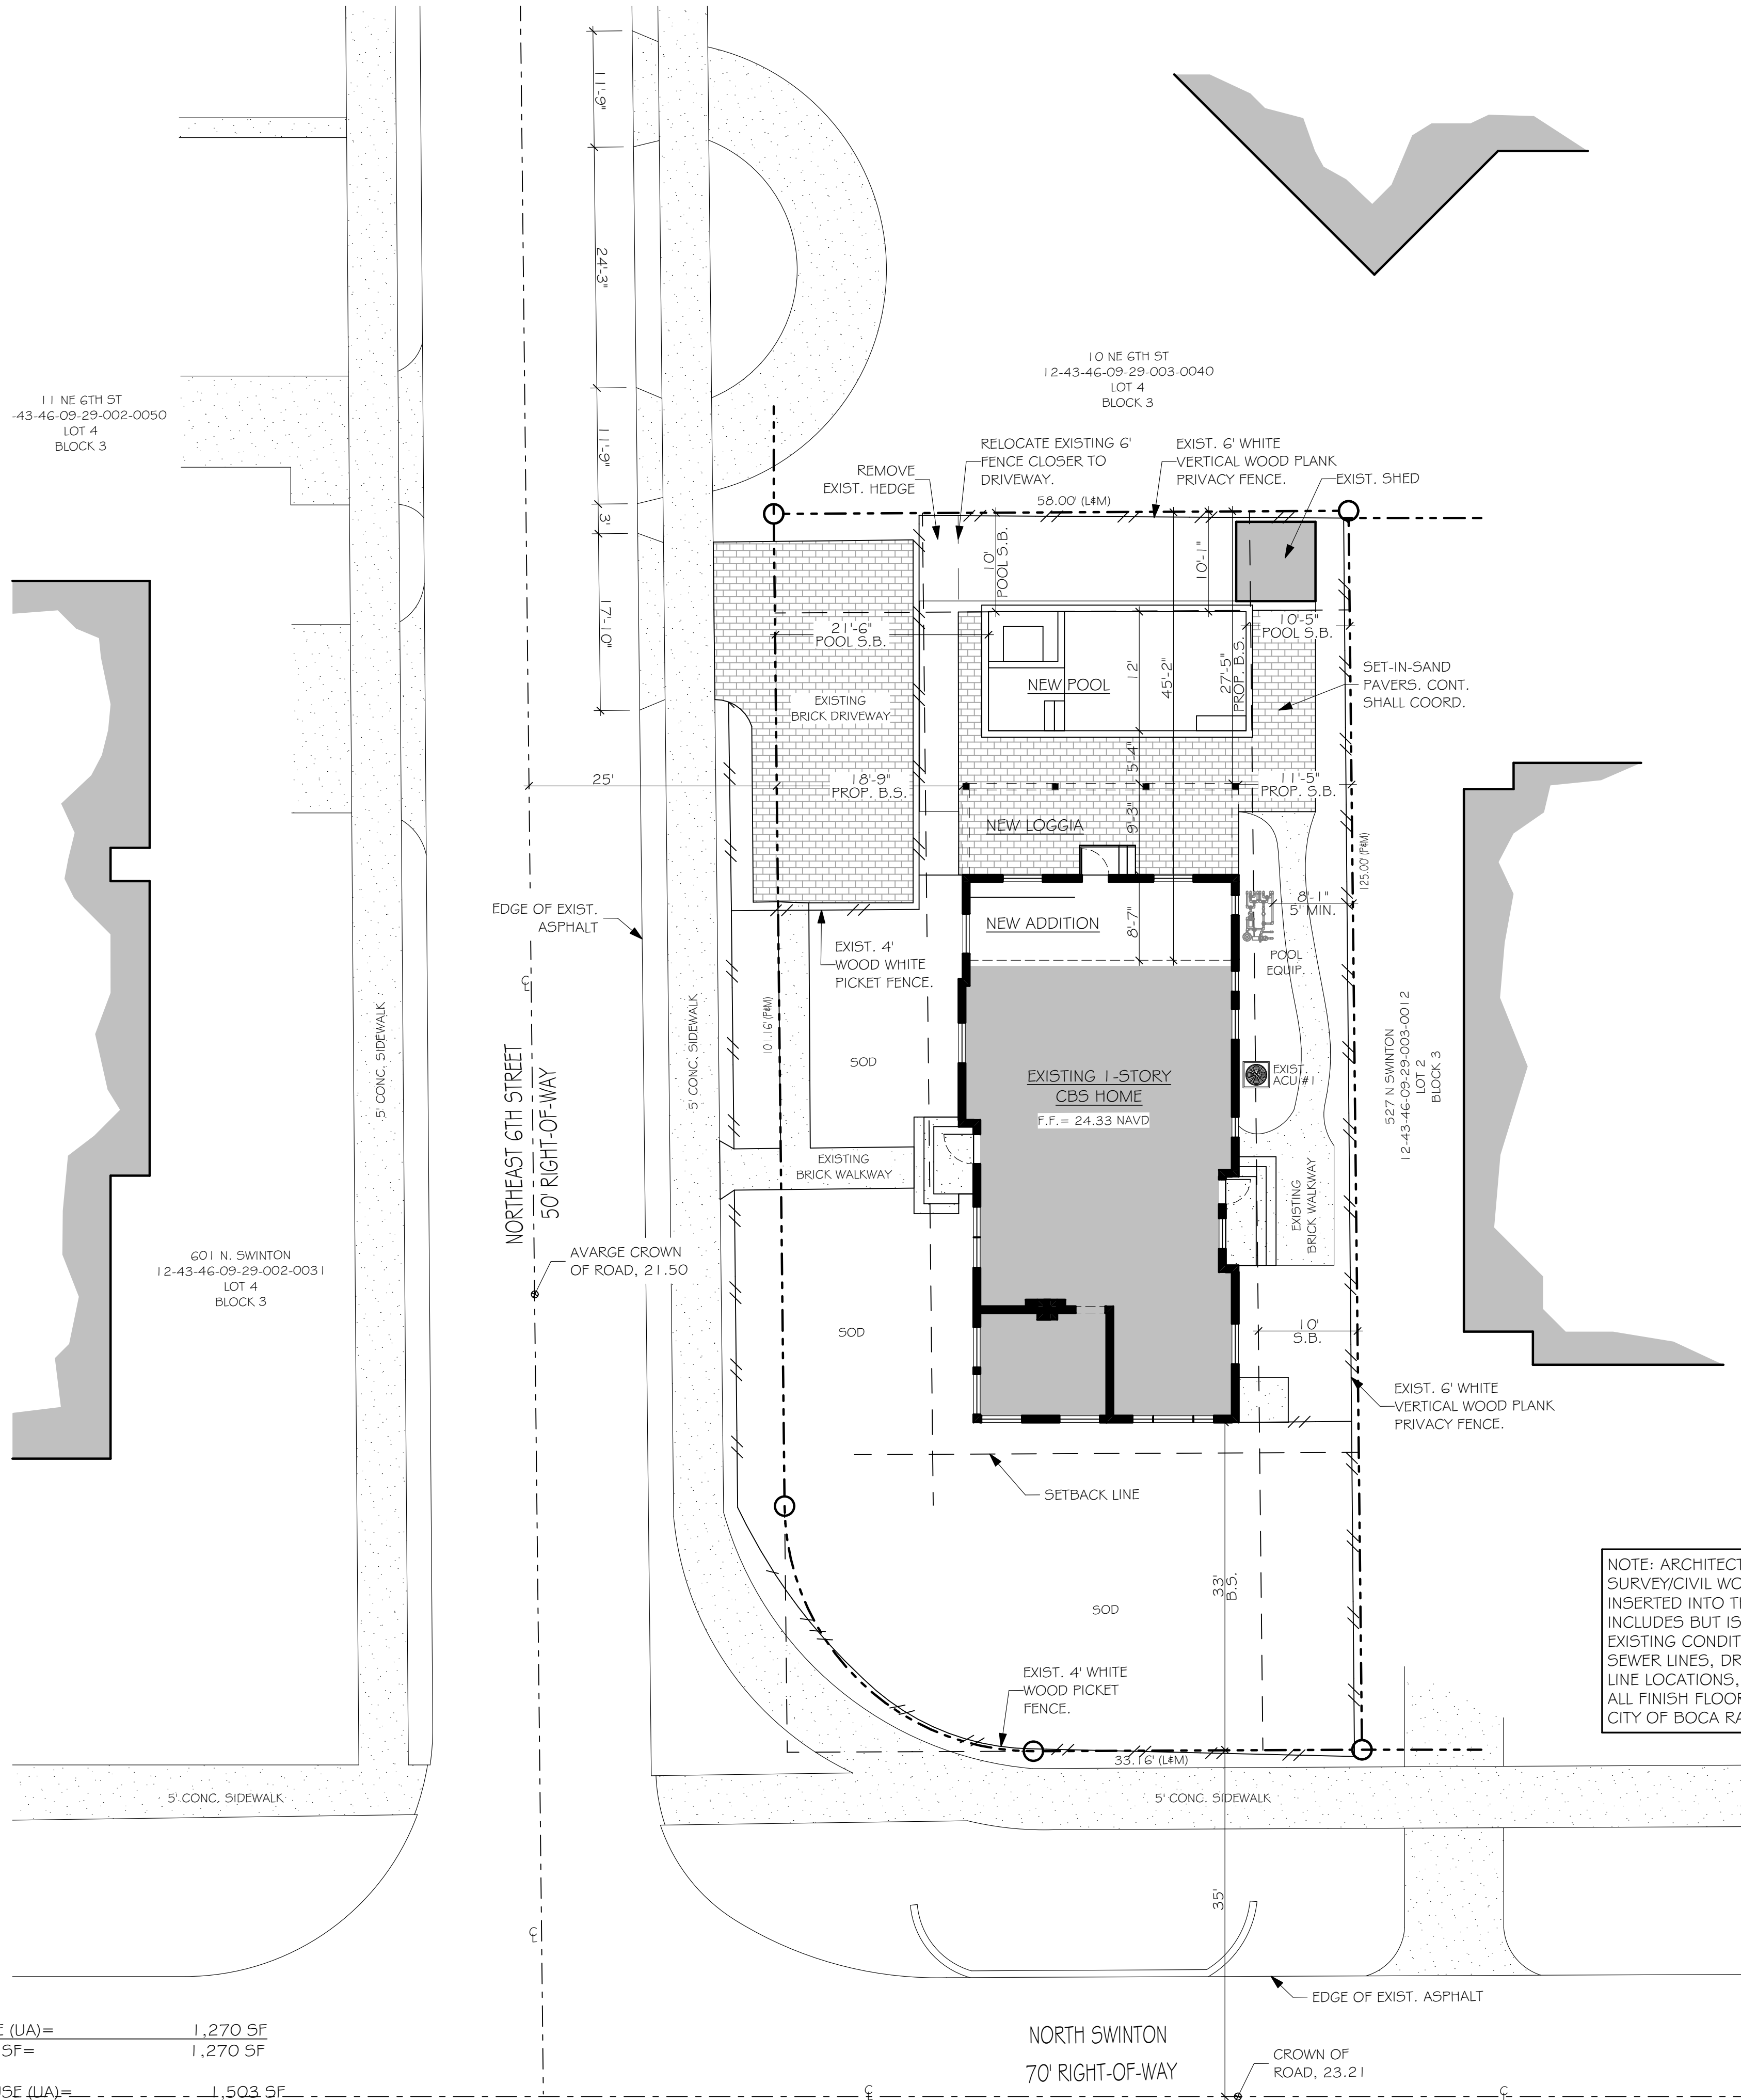 11'-9"
24'-3"
11'-9"
3'
17'-10"
11 NE 6TH ST
-43-46-09-29-002-0050
LOT 4
BLOCK 3
10 NE 6TH ST
12-43-46-09-29-003-0040
LOT 4
BLOCK 3
REMOVE
EXIST. HEDGE
RELOCATE EXISTING 6'
FENCE CLOSER TO
DRIVEWAY.
EXIST. 6' WHITE
VERTICAL WOOD PLANK
PRIVACY FENCE.
EXIST. SHED
58.00' (L&M)
10'
POOL S.B.
10'-1"
21'-6"
POOL S.B.
10'-5"
POOL S.B.
NEW POOL
12'
45'-2"
27'-5"
PROP. B.S.
SET-IN-SAND
PAVERS. CONT.
SHALL COORD.
EXISTING
BRICK DRIVEWAY
25'
18'-9"
PROP. B.S.
5'-4"
11'-5"
PROP. S.B.
NEW LOGGIA
9'-3"
125.00' (P&M)
EDGE OF EXIST.
ASPHALT
NEW ADDITION
8'-7"
8'-1"
5' MIN.
POOL
EQUIP.
EXIST. 4'
WOOD WHITE
PICKET FENCE.
℄
101.16' (P&M)
5' CONC. SIDEWALK
5' CONC. SIDEWALK
SOD
NORTHEAST 6TH STREET
50' RIGHT-OF-WAY
EXISTING 1-STORY
CBS HOME
F.F.= 24.33 NAVD
EXIST.
ACU #1
527 N SWINTON
12-43-46-09-29-003-0012
LOT 2
BLOCK 3
EXISTING
BRICK WALKWAY
EXISTING
BRICK WALKWAY
601 N. SWINTON
12-43-46-09-29-002-0031
LOT 4
BLOCK 3
AVARGE CROWN
OF ROAD, 21.50
SOD
10'
S.B.
EXIST. 6' WHITE
VERTICAL WOOD PLANK
PRIVACY FENCE.
SETBACK LINE
33'
B.S.
SOD
NOTE: ARCHITECT
SURVEY/CIVIL WO
INSERTED INTO T
INCLUDES BUT IS
EXISTING CONDIT
SEWER LINES, DR
LINE LOCATIONS,
ALL FINISH FLOOR
CITY OF BOCA RA
EXIST. 4' WHITE
WOOD PICKET
FENCE.
33.16' (L&M)
5' CONC. SIDEWALK
5' CONC. SIDEWALK
35'
℄
EDGE OF EXIST. ASPHALT
(UA)= 1,270 SF
SF= 1,270 SF
NORTH SWINTON
70' RIGHT-OF-WAY
CROWN OF
ROAD, 23.21
(UA)= 1,503 SF
℄
℄